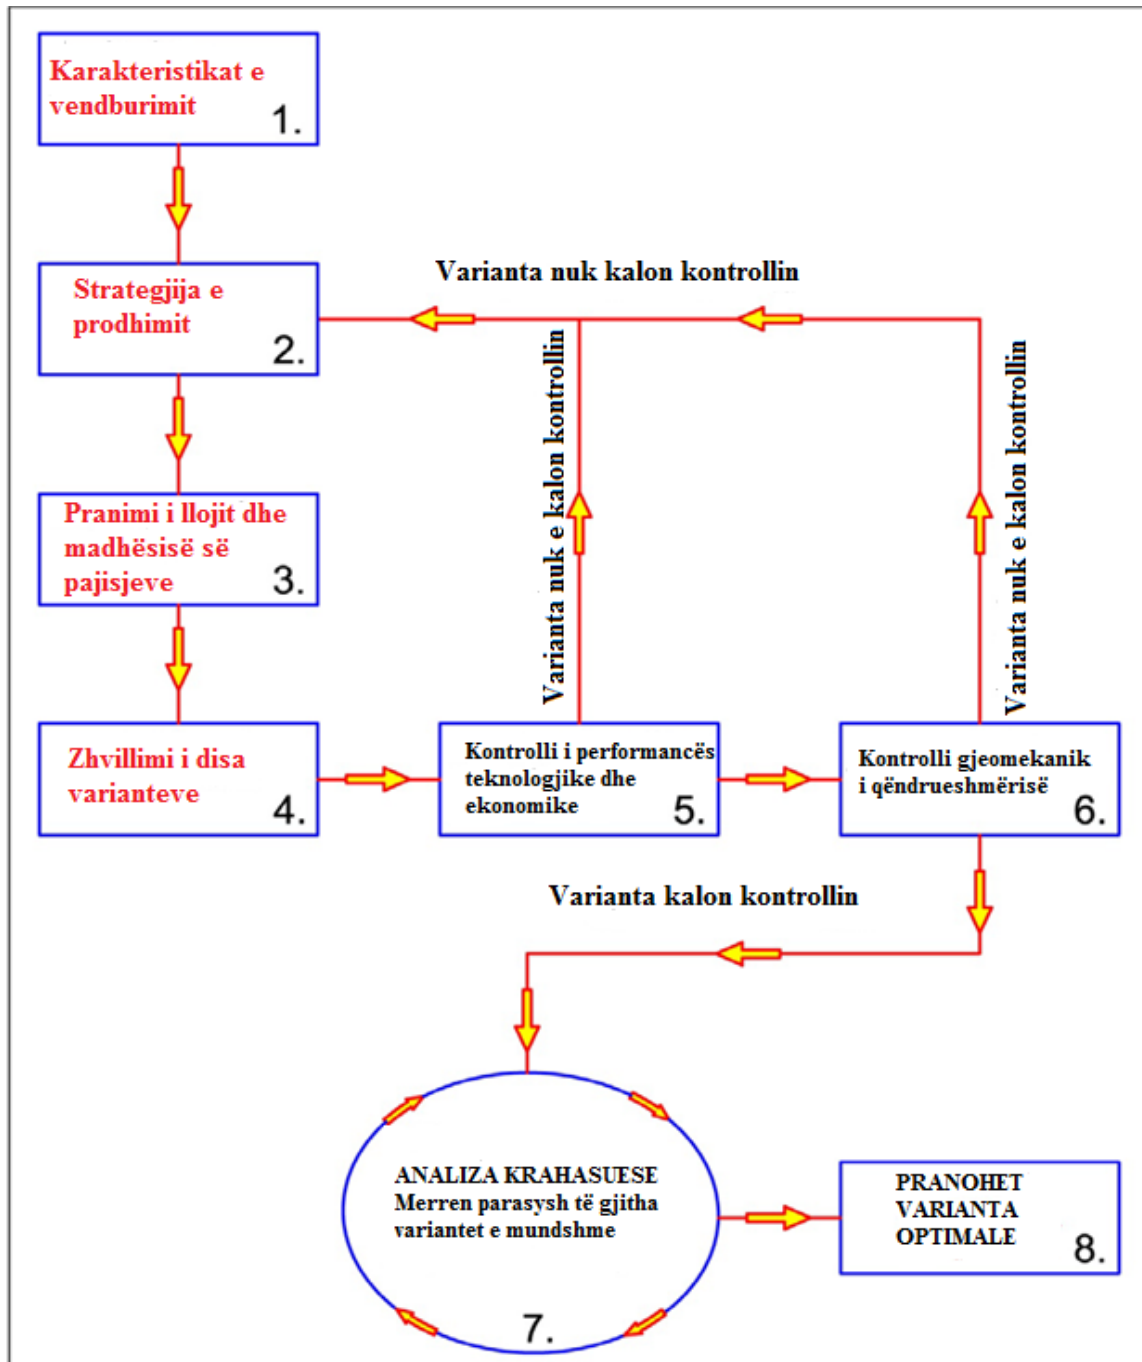 Karakteristikat e
vendburimit
1.
Varianta nuk kalon kontrollin
Strategjija e
prodhimit
2.
Varianta nuk e kalon kontrollin
Varianta nuk e kalon kontrollin
Pranimi i llojit dhe
madhësisë së
pajisjeve
3.
Zhvillimi i disa
varianteve
4.
Kontrolli i performancës
teknologjike dhe
ekonomike
5.
Kontrolli gjeomekanik
i qëndrueshmërisë
6.
Varianta kalon kontrollin
ANALIZA KRAHASUESE
Merren parasysh të gjitha
variantet e mundshme
7.
PRANOHET
VARIANTA
OPTIMALE
8.